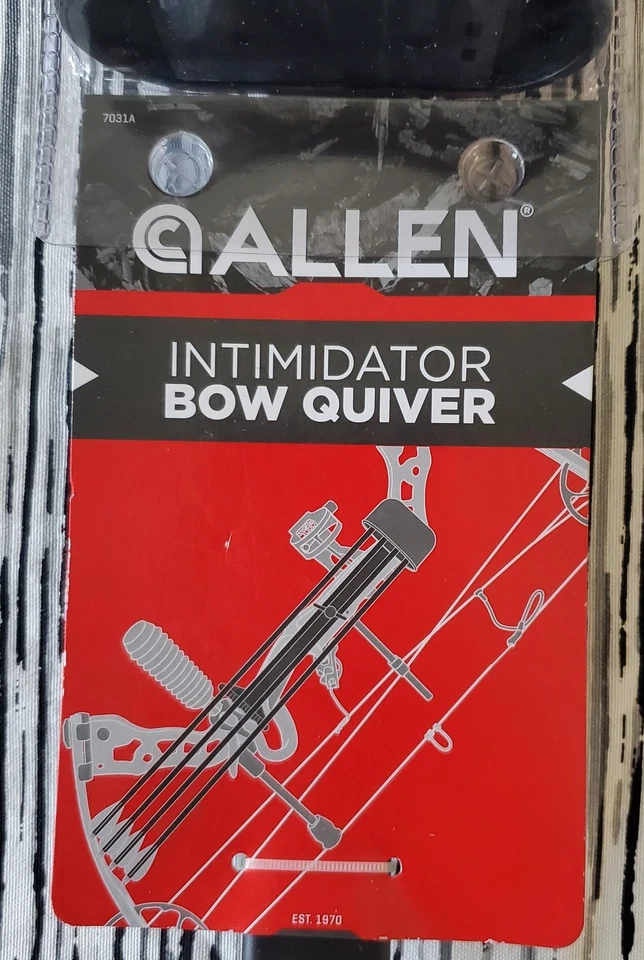 7031A
ALLEN®
INTIMIDATOR
BOW QUIVER
EST. 1970